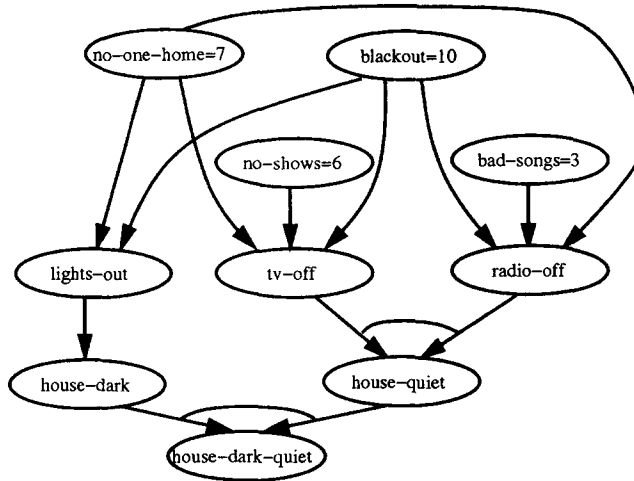 no-one-home=7
blackout=10
no-shows=6
bad-songs=3
lights-out
tv-off
radio-off
house-dark
house-quiet
house-dark-quiet